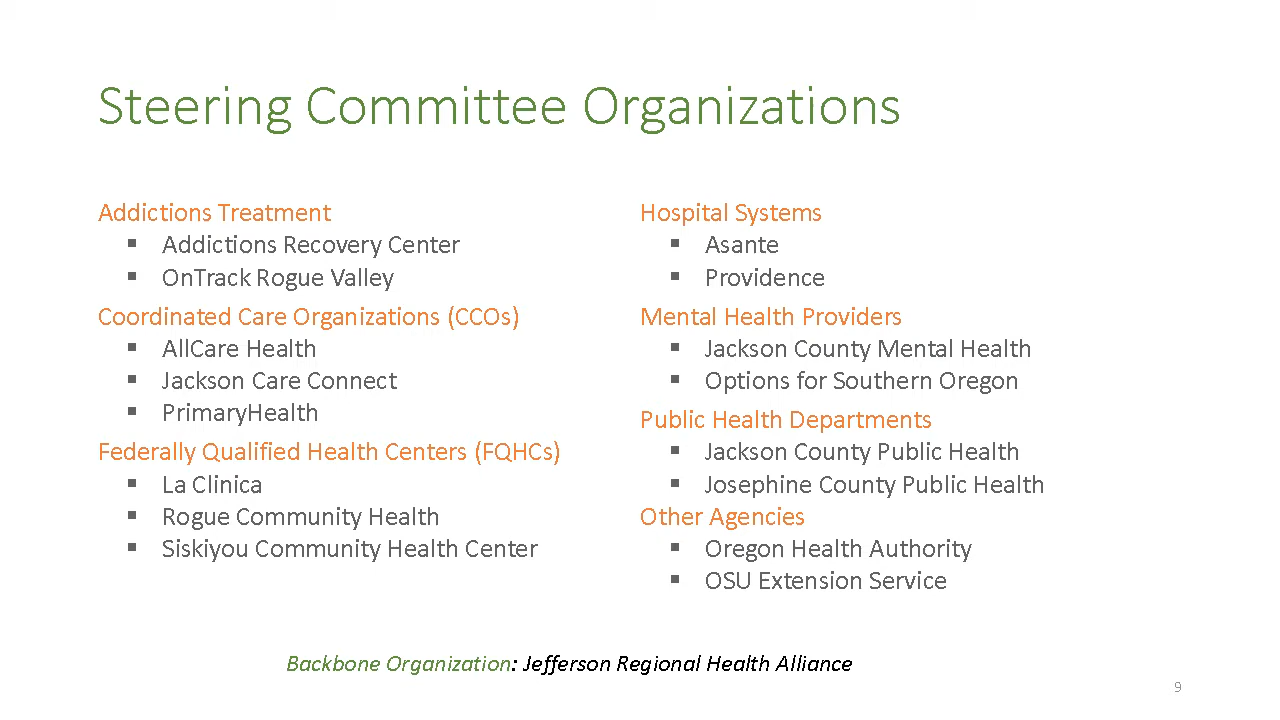 Steering Committee Organizations
Addictions Treatment
▪ Addictions Recovery Center
▪ OnTrack Rogue Valley
Coordinated Care Organizations (CCOs)
▪ AllCare Health
▪ Jackson Care Connect
▪ PrimaryHealth
Federally Qualified Health Centers (FQHCs)
▪ La Clinica
▪ Rogue Community Health
▪ Siskiyou Community Health Center
Hospital Systems
▪ Asante
▪ Providence
Mental Health Providers
▪ Jackson County Mental Health
▪ Options for Southern Oregon
Public Health Departments
▪ Jackson County Public Health
▪ Josephine County Public Health
Other Agencies
▪ Oregon Health Authority
▪ OSU Extension Service
Backbone Organization: Jefferson Regional Health Alliance
9